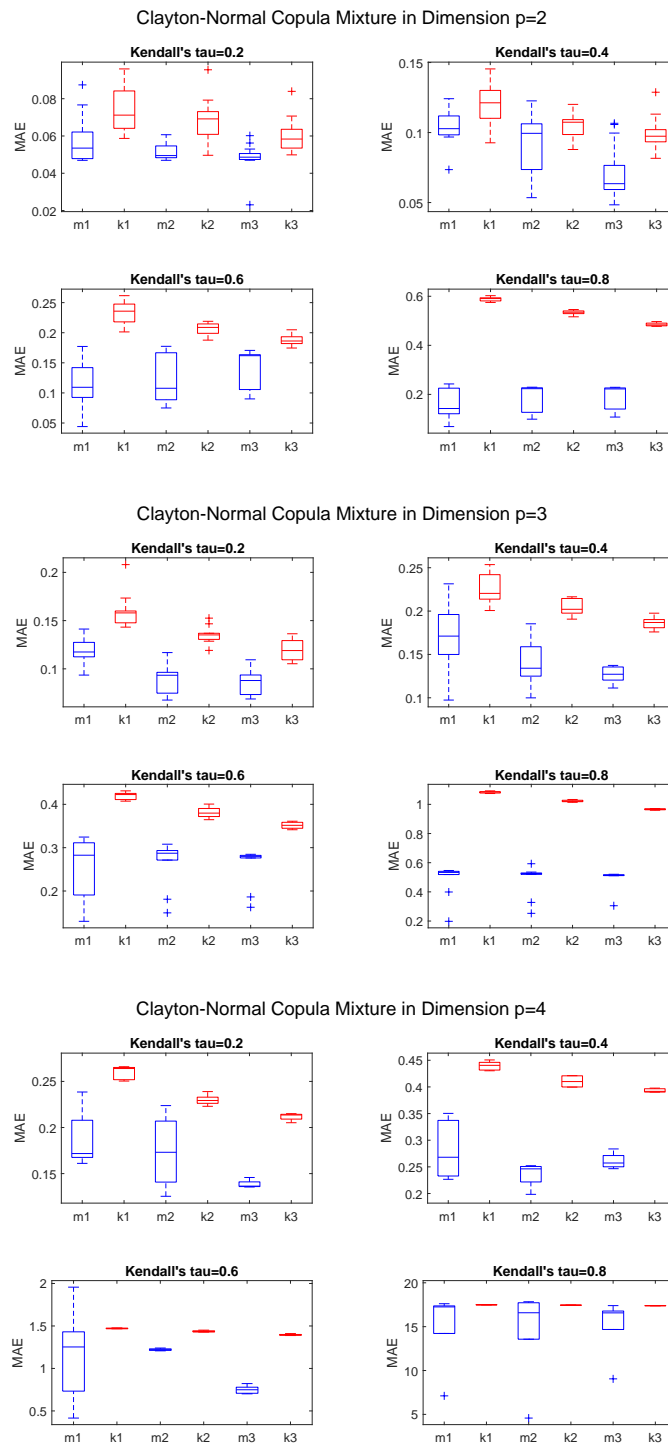 Clayton-Normal Copula Mixture in Dimension p=2
Kendall's tau=0.2
MAE
0.08
0.06
0.04
0.02
m1 k1 m2 k2 m3 k3
Kendall's tau=0.4
MAE
0.15
0.1
0.05
m1 k1 m2 k2 m3 k3
Kendall's tau=0.6
MAE
0.25
0.2
0.15
0.1
0.05
m1 k1 m2 k2 m3 k3
Kendall's tau=0.8
MAE
0.6
0.4
0.2
m1 k1 m2 k2 m3 k3
Clayton-Normal Copula Mixture in Dimension p=3
Kendall's tau=0.2
MAE
0.2
0.15
0.1
m1 k1 m2 k2 m3 k3
Kendall's tau=0.4
MAE
0.25
0.2
0.15
0.1
m1 k1 m2 k2 m3 k3
Kendall's tau=0.6
MAE
0.4
0.3
0.2
m1 k1 m2 k2 m3 k3
Kendall's tau=0.8
MAE
1
0.8
0.6
0.4
0.2
m1 k1 m2 k2 m3 k3
Clayton-Normal Copula Mixture in Dimension p=4
Kendall's tau=0.2
MAE
0.25
0.2
0.15
m1 k1 m2 k2 m3 k3
Kendall's tau=0.4
MAE
0.45
0.4
0.35
0.3
0.25
0.2
m1 k1 m2 k2 m3 k3
Kendall's tau=0.6
MAE
2
1.5
1
0.5
m1 k1 m2 k2 m3 k3
Kendall's tau=0.8
MAE
20
15
10
5
m1 k1 m2 k2 m3 k3